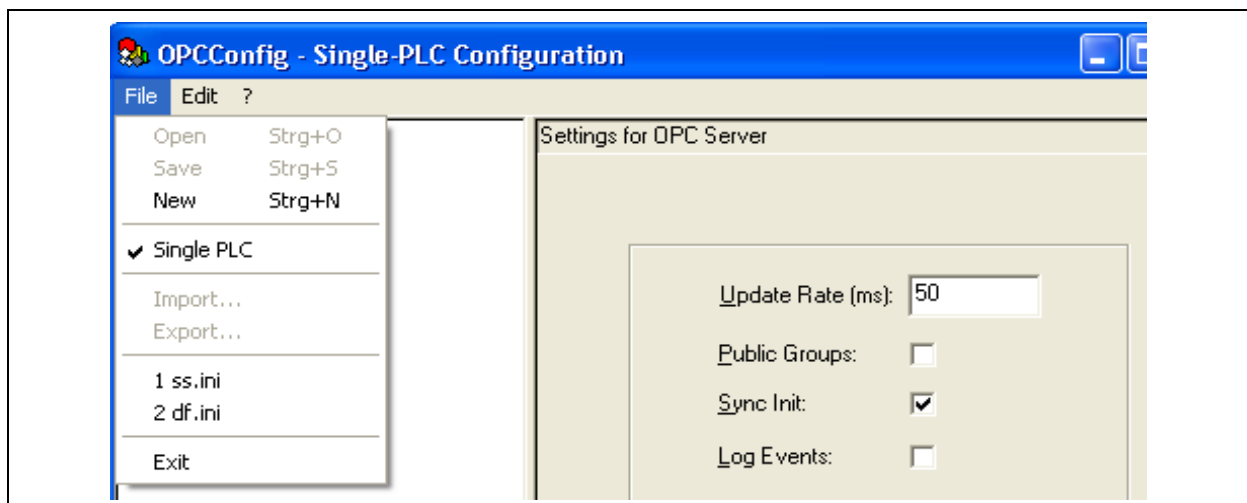 OPCConfig - Single-PLC Configuration
File Edit ?
Open Strg+O
Save Strg+S
New Strg+N
Single PLC
Import...
Export...
1 ss.ini
2 df.ini
Exit
Settings for OPC Server
Update Rate (ms): 50
Public Groups:
Sync Init:
Log Events: